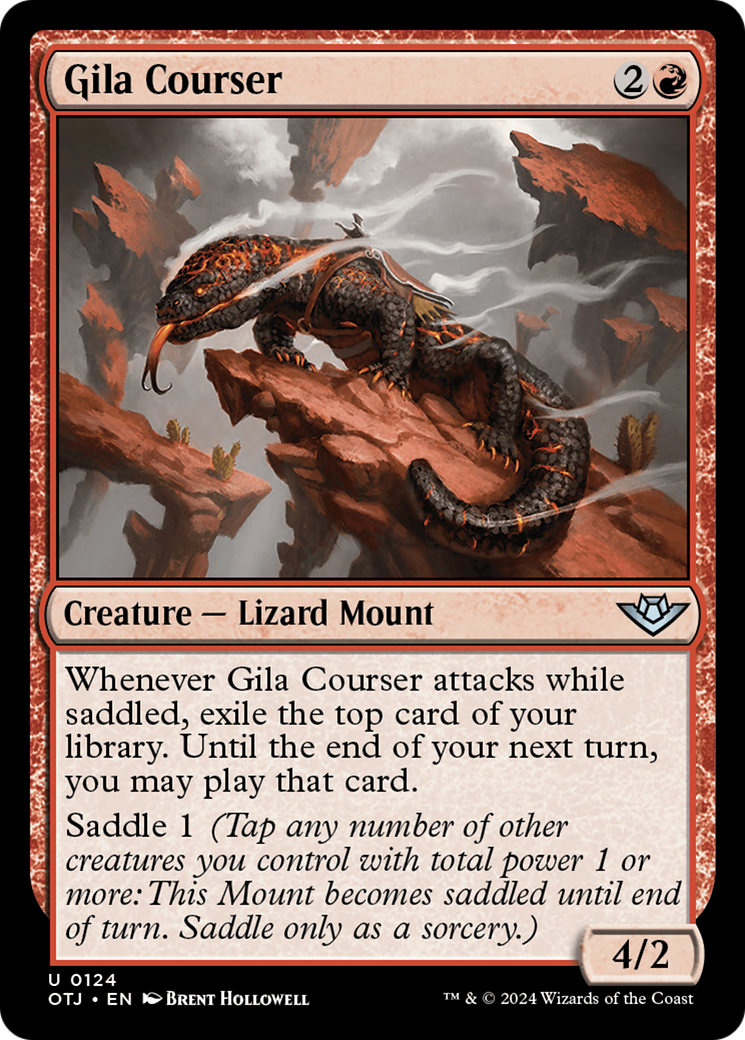 Gila Courser 2
Creature — Lizard Mount
Whenever Gila Courser attacks while
saddled, exile the top card of your
library. Until the end of your next turn,
you may play that card.
Saddle 1 (Tap any number of other
creatures you control with total power 1 or
more: This Mount becomes saddled until end
of turn. Saddle only as a sorcery.)
4/2
U 0124
OTJ • EN Brent Hollowell
™ & © 2024 Wizards of the Coast